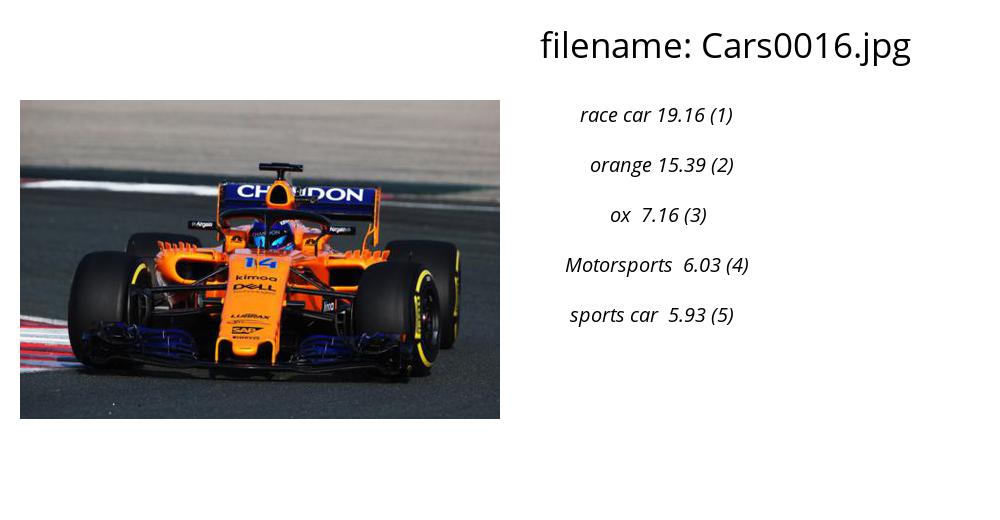 filename: Cars0016.jpg
race car 19.16 (1)
orange 15.39 (2)
ox 7.16 (3)
Motorsports 6.03 (4)
sports car 5.93 (5)
14
kimoa
DELL
SAP